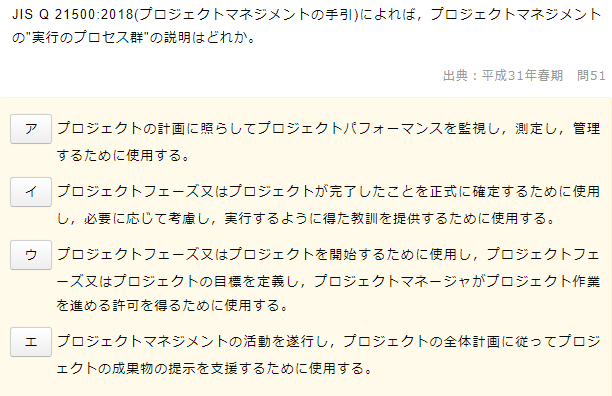 JIS Q 21500:2018(プロジェクトマネジメントの手引)によれば，プロジェクトマネジメント
の"実行のプロセス群"の説明はどれか。
出典：平成31年春期　問51
ア プロジェクトの計画に照らしてプロジェクトパフォーマンスを監視し，測定し，管理
するために使用する。
イ プロジェクトフェーズ又はプロジェクトが完了したことを正式に確定するために使用
し，必要に応じて考慮し，実行するように得た教訓を提供するために使用する。
ウ プロジェクトフェーズ又はプロジェクトを開始するために使用し，プロジェクトフェ
ーズ又はプロジェクトの目標を定義し，プロジェクトマネージャがプロジェクト作業
を進める許可を得るために使用する。
エ プロジェクトマネジメントの活動を遂行し，プロジェクトの全体計画に従ってプロジ
ェクトの成果物の提示を支援するために使用する。